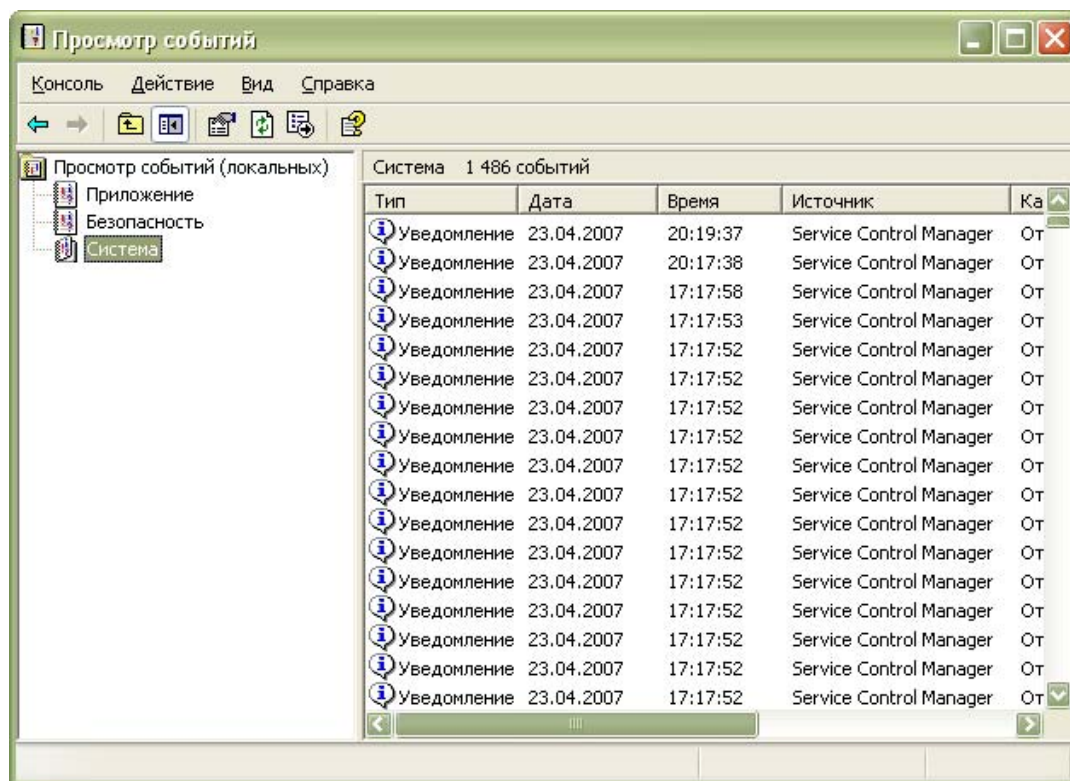 Просмотр событий
Консоль Действие Вид Справка
Просмотр событий (локальных)
Приложение
Безопасность
Система
Система 1 486 событий
Тип Дата Время Источник Ка
Уведомление 23.04.2007 20:19:37 Service Control Manager От
Уведомление 23.04.2007 20:17:38 Service Control Manager От
Уведомление 23.04.2007 17:17:58 Service Control Manager От
Уведомление 23.04.2007 17:17:53 Service Control Manager От
Уведомление 23.04.2007 17:17:52 Service Control Manager От
Уведомление 23.04.2007 17:17:52 Service Control Manager От
Уведомление 23.04.2007 17:17:52 Service Control Manager От
Уведомление 23.04.2007 17:17:52 Service Control Manager От
Уведомление 23.04.2007 17:17:52 Service Control Manager От
Уведомление 23.04.2007 17:17:52 Service Control Manager От
Уведомление 23.04.2007 17:17:52 Service Control Manager От
Уведомление 23.04.2007 17:17:52 Service Control Manager От
Уведомление 23.04.2007 17:17:52 Service Control Manager От
Уведомление 23.04.2007 17:17:52 Service Control Manager От
Уведомление 23.04.2007 17:17:52 Service Control Manager От
Уведомление 23.04.2007 17:17:52 Service Control Manager От
Уведомление 23.04.2007 17:17:52 Service Control Manager От